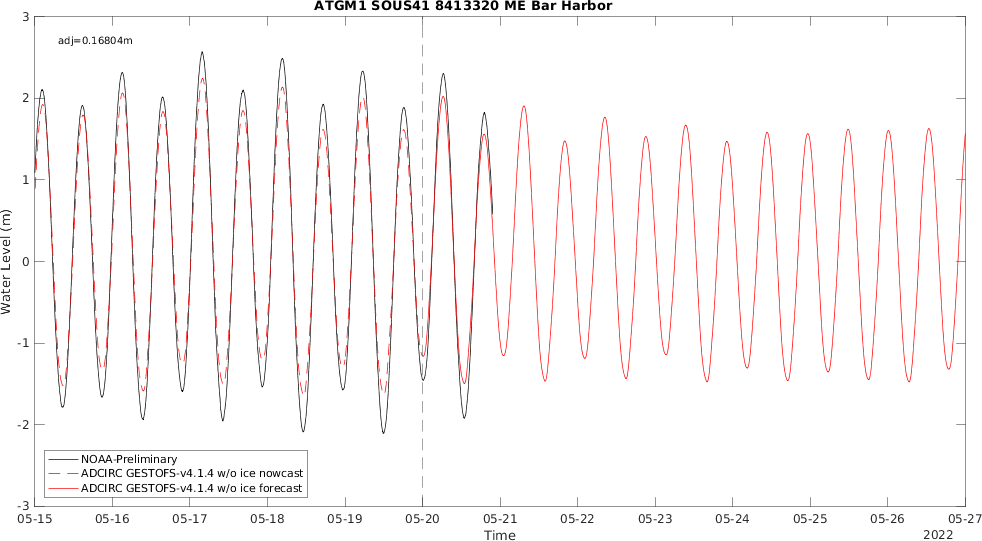 ATGM1 SOUS41 8413320 ME Bar Harbor
adj=0.16804m
3
2
1
0
-1
-2
-3
Water Level (m)
NOAA-Preliminary
ADCIRC GESTOFS-v4.1.4 w/o ice nowcast
ADCIRC GESTOFS-v4.1.4 w/o ice forecast
05-15 05-16 05-17 05-18 05-19 05-20 05-21 05-22 05-23 05-24 05-25 05-26 05-27
Time
2022